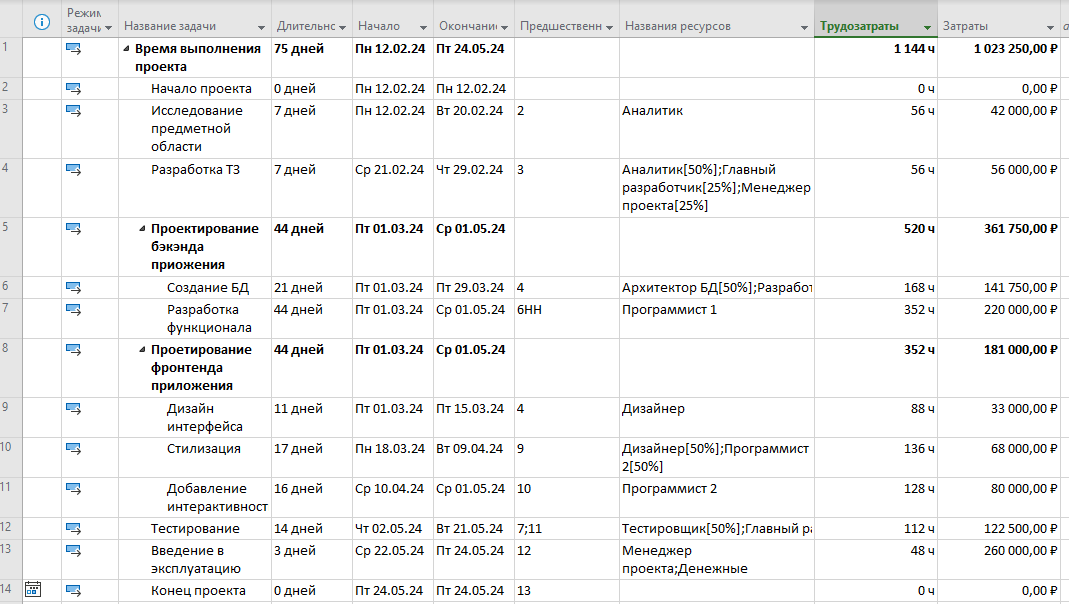 Режим задачи Название задачи Длительнс Начало Окончание Предшественн Названия ресурсов Трудозатраты Затраты
1 Время выполнения проекта 75 дней Пн 12.02.24 Пт 24.05.24 1 144 ч 1 023 250,00 ₽
2 Начало проекта 0 дней Пн 12.02.24 Пн 12.02.24 0 ч 0,00 ₽
3 Исследование предметной области 7 дней Пн 12.02.24 Вт 20.02.24 2 Аналитик 56 ч 42 000,00 ₽
4 Разработка ТЗ 7 дней Ср 21.02.24 Чт 29.02.24 3 Аналитик[50%];Главный разработчик[25%];Менеджер проекта[25%] 56 ч 56 000,00 ₽
5 Проектирование бэкэнда приожения 44 дней Пт 01.03.24 Ср 01.05.24 520 ч 361 750,00 ₽
6 Создание БД 21 дней Пт 01.03.24 Пт 29.03.24 4 Архитектор БД[50%];Разработ 168 ч 141 750,00 ₽
7 Разработка функционала 44 дней Пт 01.03.24 Ср 01.05.24 6НН Программист 1 352 ч 220 000,00 ₽
8 Проетирование фронтенда приложения 44 дней Пт 01.03.24 Ср 01.05.24 352 ч 181 000,00 ₽
9 Дизайн интерфейса 11 дней Пт 01.03.24 Пт 15.03.24 4 Дизайнер 88 ч 33 000,00 ₽
10 Стилизация 17 дней Пн 18.03.24 Вт 09.04.24 9 Дизайнер[50%];Программист 2[50%] 136 ч 68 000,00 ₽
11 Добавление интерактивност 16 дней Ср 10.04.24 Ср 01.05.24 10 Программист 2 128 ч 80 000,00 ₽
12 Тестирование 14 дней Чт 02.05.24 Вт 21.05.24 7;11 Тестировщик[50%];Главный ра 112 ч 122 500,00 ₽
13 Введение в эксплуатацию 3 дней Ср 22.05.24 Пт 24.05.24 12 Менеджер проекта;Денежные 48 ч 260 000,00 ₽
14 Конец проекта 0 дней Пт 24.05.24 Пт 24.05.24 13 0 ч 0,00 ₽